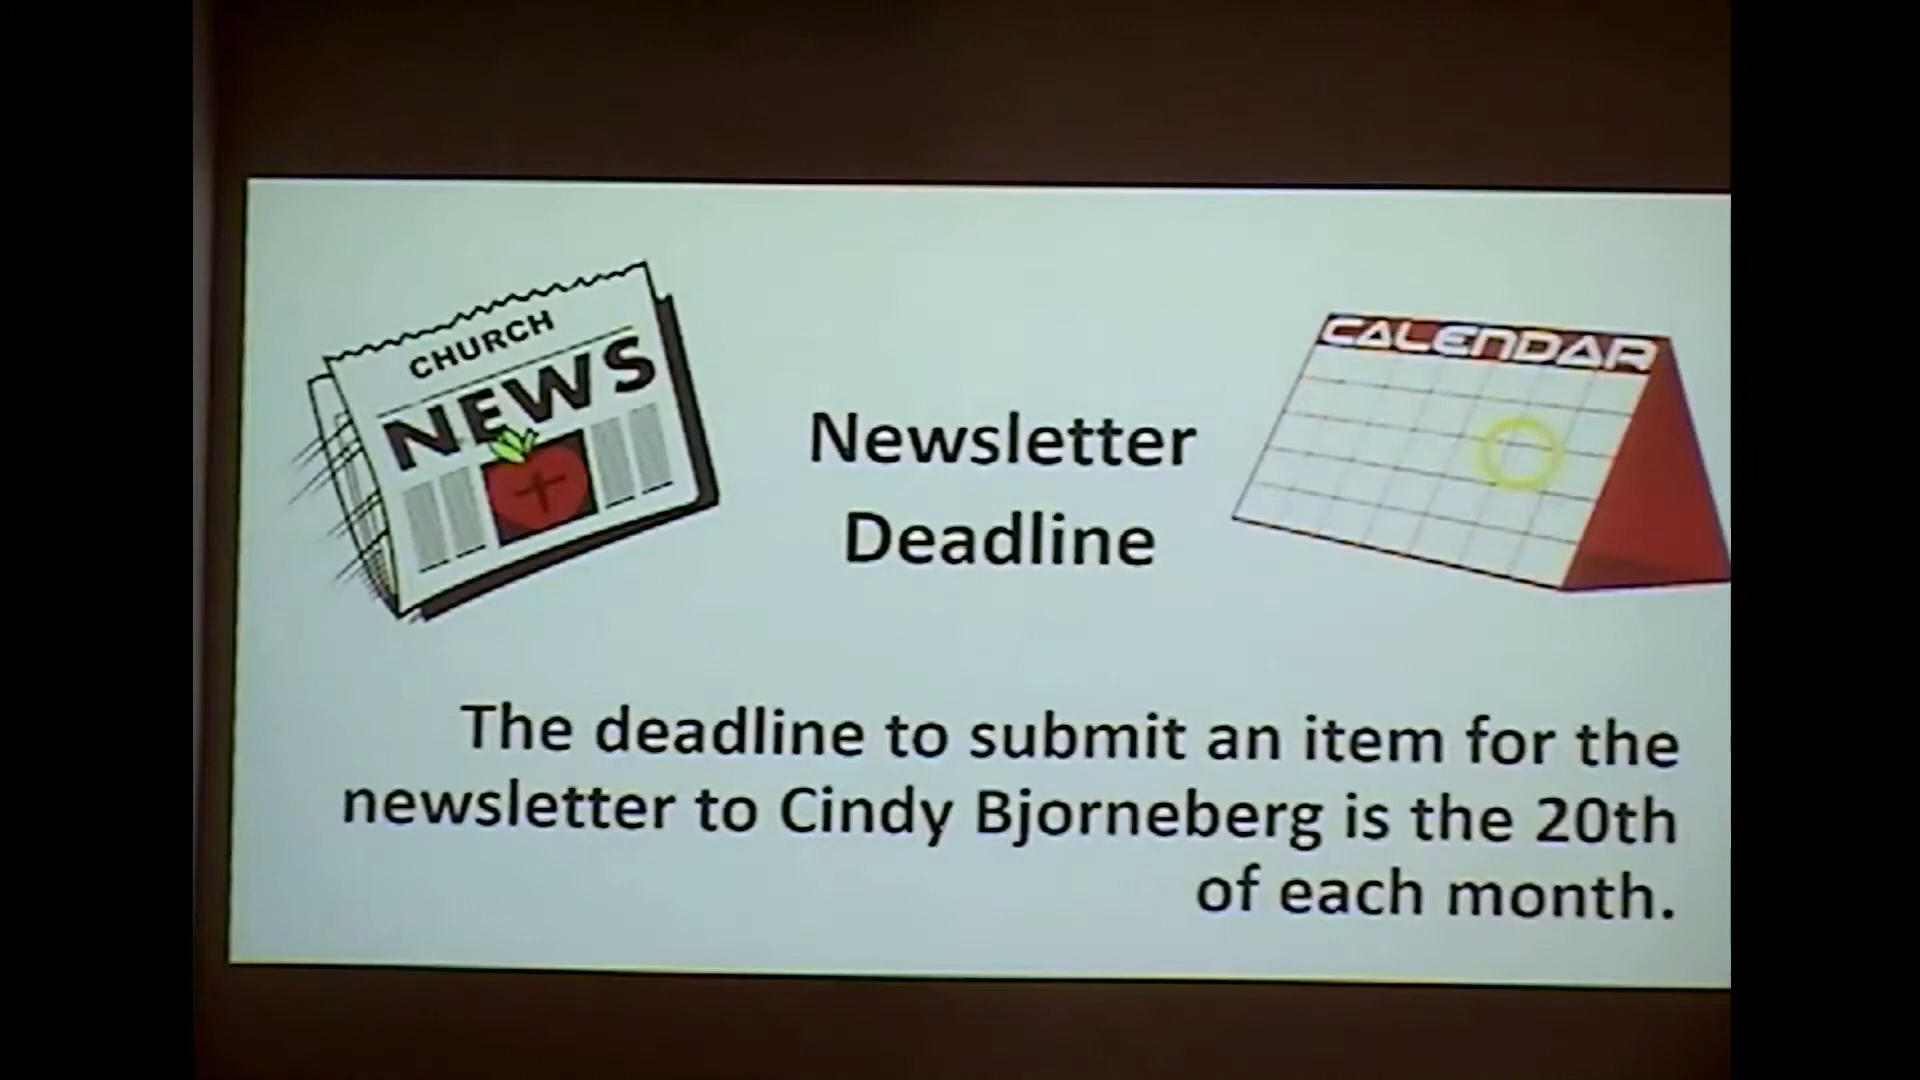 CHURCH
NEWS
CALENDAR
Newsletter
Deadline
The deadline to submit an item for the
newsletter to Cindy Bjorneberg is the 20th
of each month.